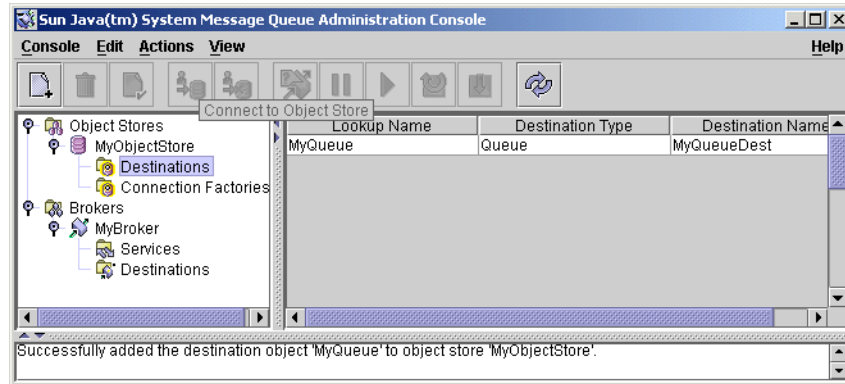 Sun Java(tm) System Message Queue Administration Console
Console Edit Actions View Help
Connect to Object Store
Object Stores
MyObjectStore
Destinations
Connection Factories
Brokers
MyBroker
Services
Destinations
Lookup Name Destination Type Destination Name
MyQueue Queue MyQueueDest
Successfully added the destination object 'MyQueue' to object store 'MyObjectStore'.